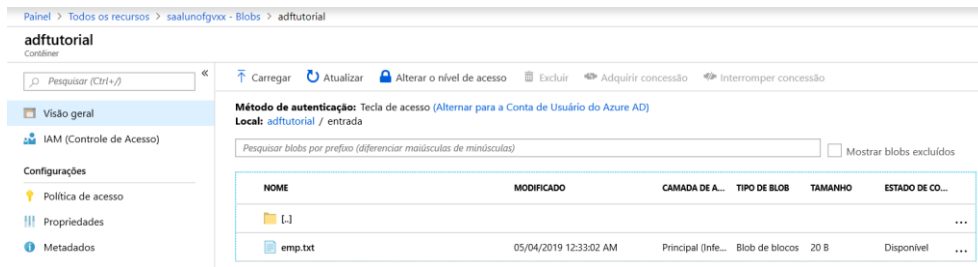 Painel > Todos os recursos > saalunofgvxx - Blobs > adftutorial
adftutorial
Contêiner
Pesquisar (Ctrl+/)
«
Carregar Atualizar Alterar o nível de acesso Excluir Adquirir concessão Interromper concessão
Visão geral
IAM (Controle de Acesso)
Configurações
Política de acesso
Propriedades
Metadados
Método de autenticação: Tecla de acesso (Alternar para a Conta de Usuário do Azure AD)
Local: adftutorial / entrada
Pesquisar blobs por prefixo (diferenciar maiúsculas de minúsculas)
Mostrar blobs excluídos
NOME MODIFICADO CAMADA DE A... TIPO DE BLOB TAMANHO ESTADO DE CO...
[..] ...
emp.txt 05/04/2019 12:33:02 AM Principal (Infe... Blob de blocos 20 B Disponível ...